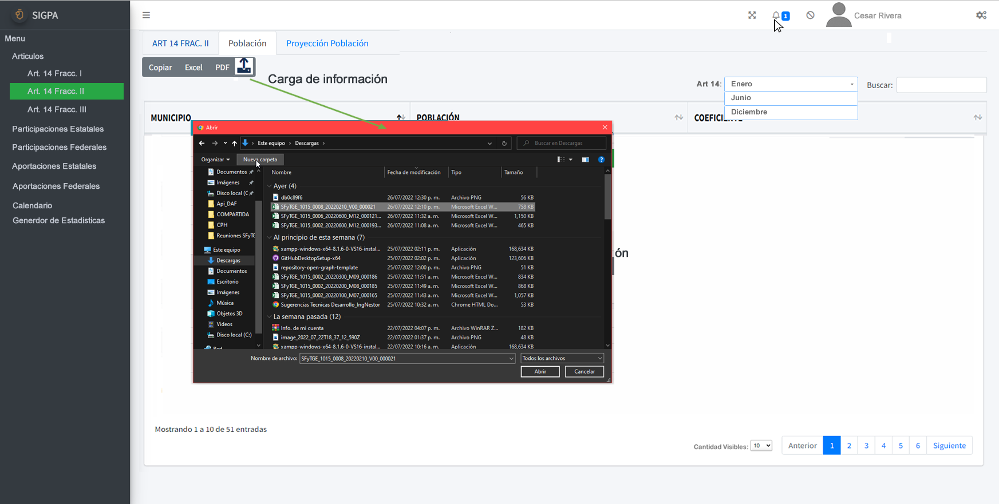 SIGPA
1
Cesar Rivera
Menu
Articulos
Art. 14 Fracc. I
Art. 14 Fracc. II
Art. 14 Fracc. III
Participaciones Estatales
Participaciones Federales
Aportaciones Estatales
Aportaciones Federales
Calendario
Generdor de Estadisticas
ART 14 FRAC. II Población Proyección Población
Copiar Excel PDF
Carga de información
Art 14: Enero
Junio
Diciembre
Buscar:
MUNICIPIO POBLACIÓN COEFICIENTE
Abrir
Este equipo › Descargas ›
Buscar en Descargas
Organizar Nueva carpeta
?
Documentos
Imágenes
Disco local (C
Api_DAF
COMPARTIDA
CPH
Reuniones SFyTG
Este equipo
Descargas
Documentos
Escritorio
Imágenes
Música
Objetos 3D
Videos
Disco local (C:)
Red
Nombre Fecha de modificación Tipo Tamaño
Ayer (4)
db0c89f6 26/07/2022 12:30 p. m. Archivo PNG 56 KB
SFyTGE_1015_0008_20220210_V00_000021 26/07/2022 12:10 p. m. Microsoft Excel W... 758 KB
SFyTGE_1015_0006_20220600_M12_000121... 26/07/2022 11:32 a. m. Microsoft Excel W... 1,150 KB
SFyTGE_1015_0002_20220600_M12_000193... 26/07/2022 11:08 a. m. Microsoft Excel W... 465 KB
Al principio de esta semana (7)
xampp-windows-x64-8.1.6-0-VS16-instal... 25/07/2022 02:11 p. m. Aplicación 168,634 KB
GitHubDesktopSetup-x64 25/07/2022 02:02 p. m. Aplicación 123,606 KB
repository-open-graph-template 25/07/2022 12:00 p. m. Archivo PNG 51 KB
SFyTGE_1015_0002_20220300_M09_000186 25/07/2022 11:51 a. m. Microsoft Excel W... 834 KB
SFyTGE_1015_0002_20220200_M08_000185 25/07/2022 11:49 a. m. Microsoft Excel W... 868 KB
SFyTGE_1015_0002_20220100_M07_000165 25/07/2022 11:43 a. m. Microsoft Excel W... 1,057 KB
Sugerencias Tecnicas Desarrollo_IngNestor 25/07/2022 10:32 a. m. Chrome HTML Do... 53 KB
La semana pasada (12)
Info. de mi cuenta 22/07/2022 04:07 p. m. Archivo WinRAR Z... 182 KB
image_2022_07_22T18_37_12_590Z 22/07/2022 01:37 p. m. Archivo PNG 48 KB
xampp-windows-x64-8.1.6-0-VS16-instal... 22/07/2022 10:16 a. m. Aplicación 168,634 KB
Nombre de archivo: SFyTGE_1015_0008_20220210_V00_000021 Todos los archivos
Abrir Cancelar
ón
Mostrando 1 a 10 de 51 entradas
Cantidad Visibles: 10
Anterior 1 2 3 4 5 6 Siguiente